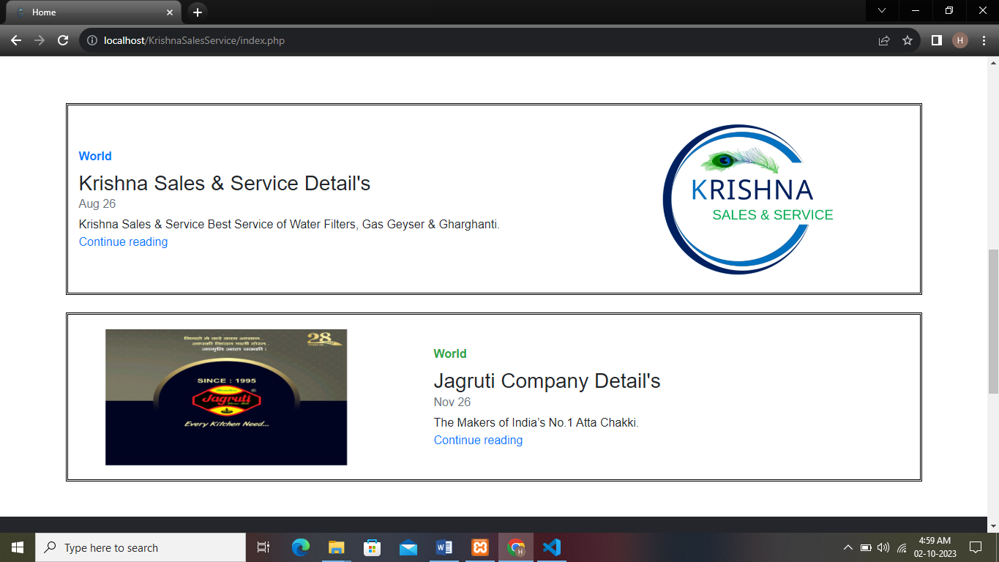 Home
localhost/KrishnaSalesService/index.php
H
World
Krishna Sales & Service Detail's
Aug 26
Krishna Sales & Service Best Service of Water Filters, Gas Geyser & Gharghanti.
Continue reading
KRISHNA
SALES & SERVICE
28
SINCE : 1995
Jagruti
Every Kitchen Need...
World
Jagruti Company Detail's
Nov 26
The Makers of India’s No.1 Atta Chakki.
Continue reading
Type here to search
4:59 AM
02-10-2023